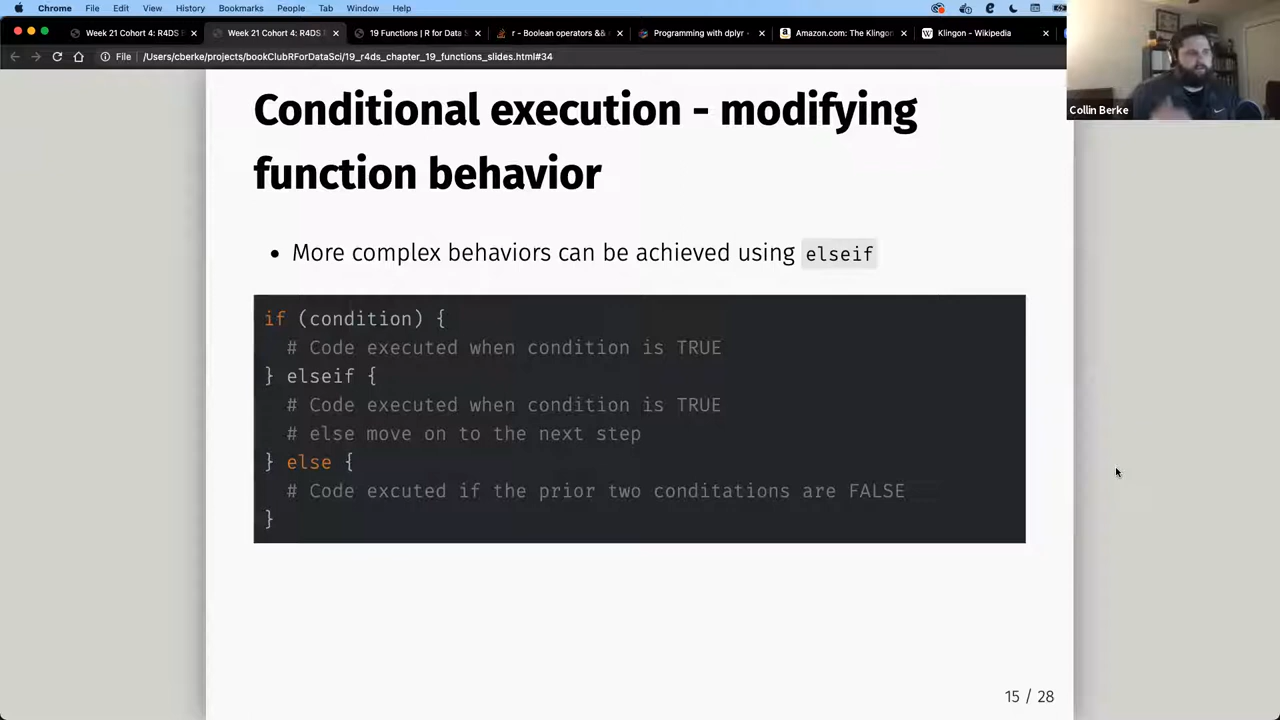 Chrome File Edit View History Bookmarks People Tab Window Help
Week 21 Cohort 4: R4DS Week 21 Cohort 4: R4DS 19 Functions | R for Data S r - Boolean operators && Programming with dplyr Amazon.com: The Klingon Klingon - Wikipedia
File /Users/cberke/projects/bookClubRForDataSci/19_r4ds_chapter_19_functions_slides.html#34
Collin Berke
Conditional execution - modifying
function behavior
• More complex behaviors can be achieved using elseif
if (condition) {
# Code executed when condition is TRUE
} elseif {
# Code executed when condition is TRUE
# else move on to the next step
} else {
# Code excuted if the prior two conditations are FALSE
}
15 / 28